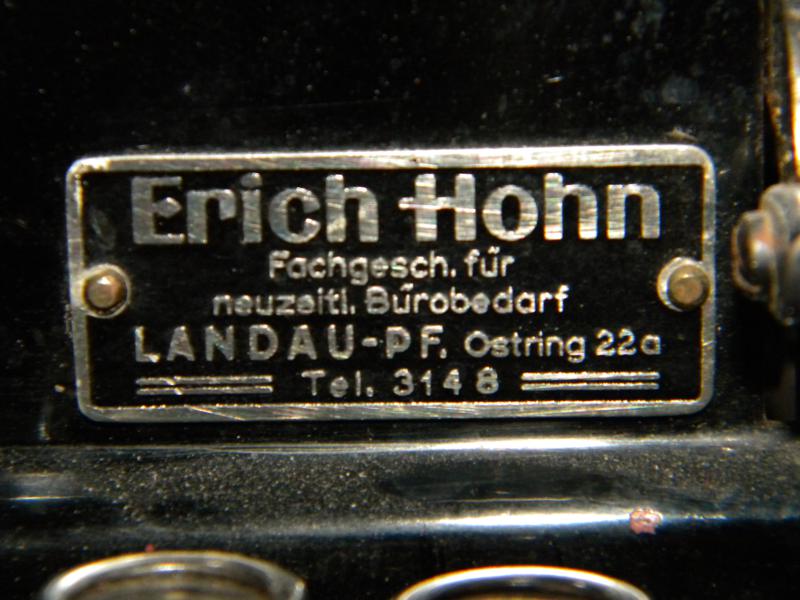 Erich Hohn
Fachgesch. für
neuzeitl. Bürobedarf
LANDAU-PF. Ostring 22a
Tel. 3148